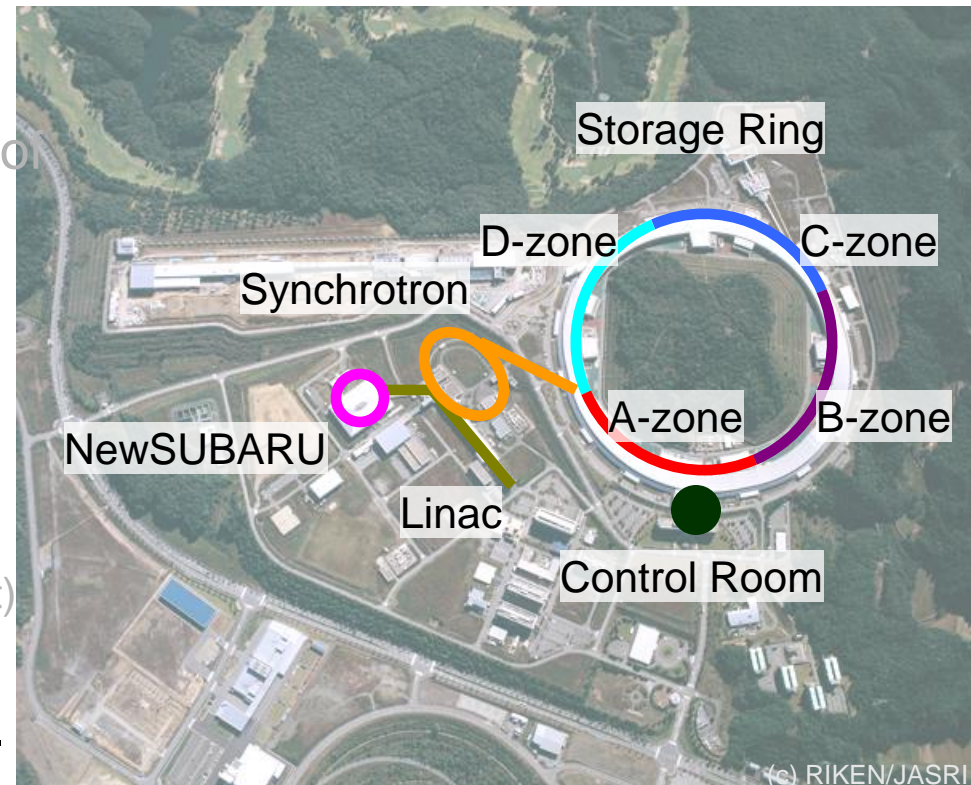 Storage Ring
D-zone
C-zone
Synchrotron
A-zone
B-zone
NewSUBARU
Linac
Control Room
(c) RIKEN/JASRI